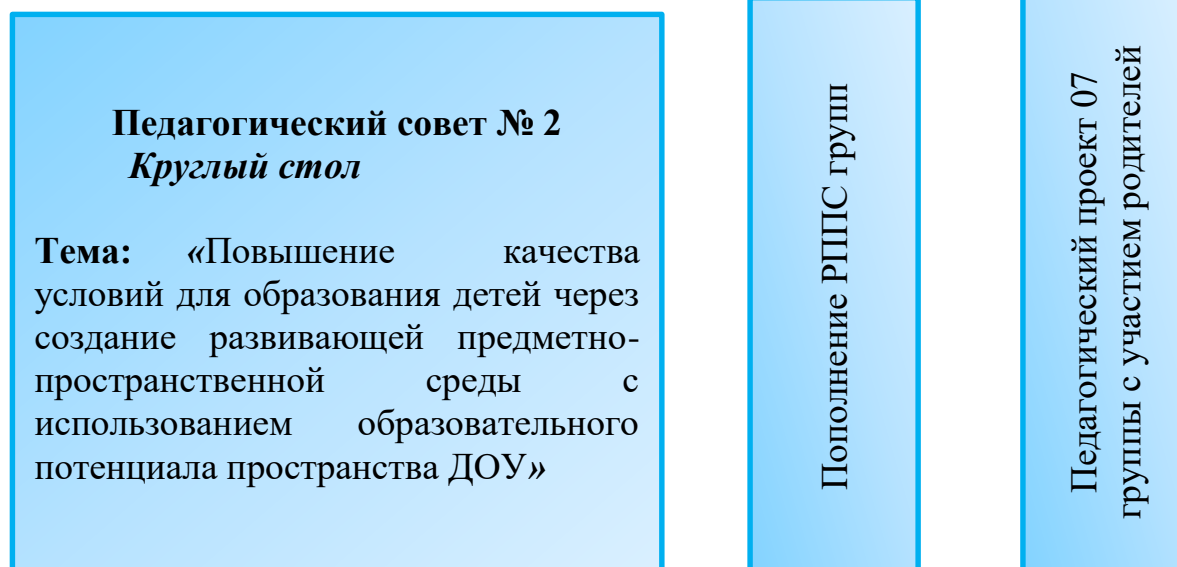 Педагогический совет № 2
Круглый стол
Тема: «Повышение качества
условий для образования детей через
создание развивающей предметно-
пространственной среды с
использованием образовательного
потенциала пространства ДОУ»
Пополнение РППС групп
Педагогический проект 07
группы с участием родителей